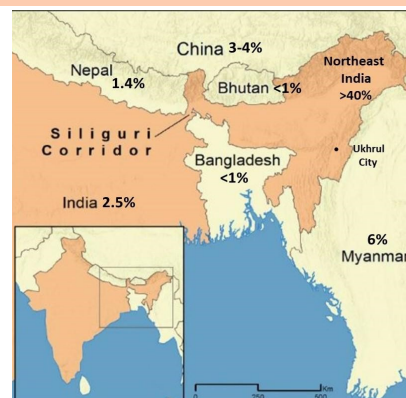 China 3-4%
Nepal
1.4%
Bhutan <1%
Northeast
India
>40%
Siliguri
Corridor
Bangladesh
<1%
Ukhrul
City
India 2.5%
6%
Myanmar
0
250
500
Km